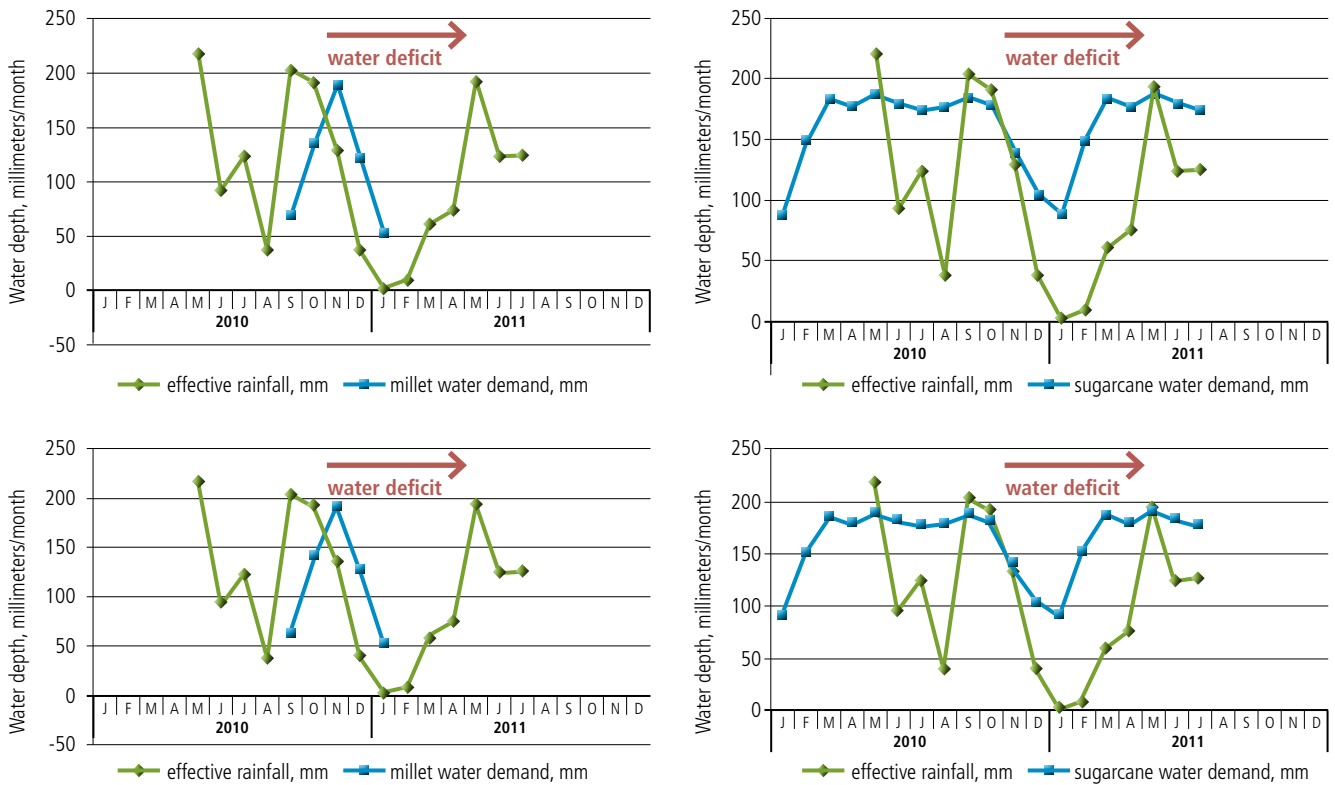 Water depth, millimeters/month
250
200
150
100
50
0
-50
water deficit
J F M A M J J A S O N D J F M A M J J A S O N D
2010 2011
effective rainfall, mm millet water demand, mm
Water depth, millimeters/month
250
200
150
100
50
0
water deficit
J F M A M J J A S O N D J F M A M J J A S O N D
2010 2011
effective rainfall, mm sugarcane water demand, mm
Water depth, millimeters/month
250
200
150
100
50
0
-50
water deficit
J F M A M J J A S O N D J F M A M J J A S O N D
2010 2011
effective rainfall, mm millet water demand, mm
Water depth, millimeters/month
250
200
150
100
50
0
water deficit
J F M A M J J A S O N D J F M A M J J A S O N D
2010 2011
effective rainfall, mm sugarcane water demand, mm